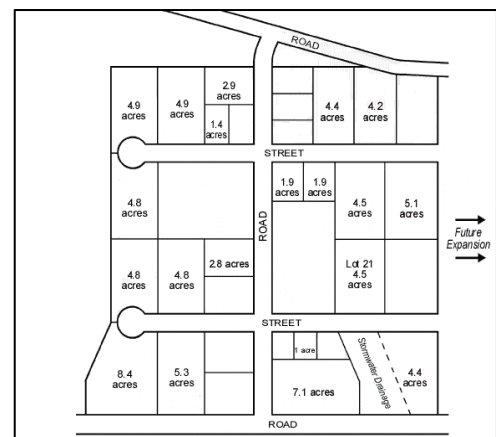 ROAD
2.9
acres
4.9
acres
4.9
acres
4.4
acres
4.2
acres
1.4
acres
STREET
1.9
acres
1.9
acres
4.8
acres
4.5
acres
5.1
acres
ROAD
Future
Expansion
4.8
acres
4.8
acres
2.8 acres
Lot 21
4.5
acres
STREET
1 acre
Stormwater Drainage
8.4
acres
5.3
acres
7.1 acres
4.4
acres
ROAD